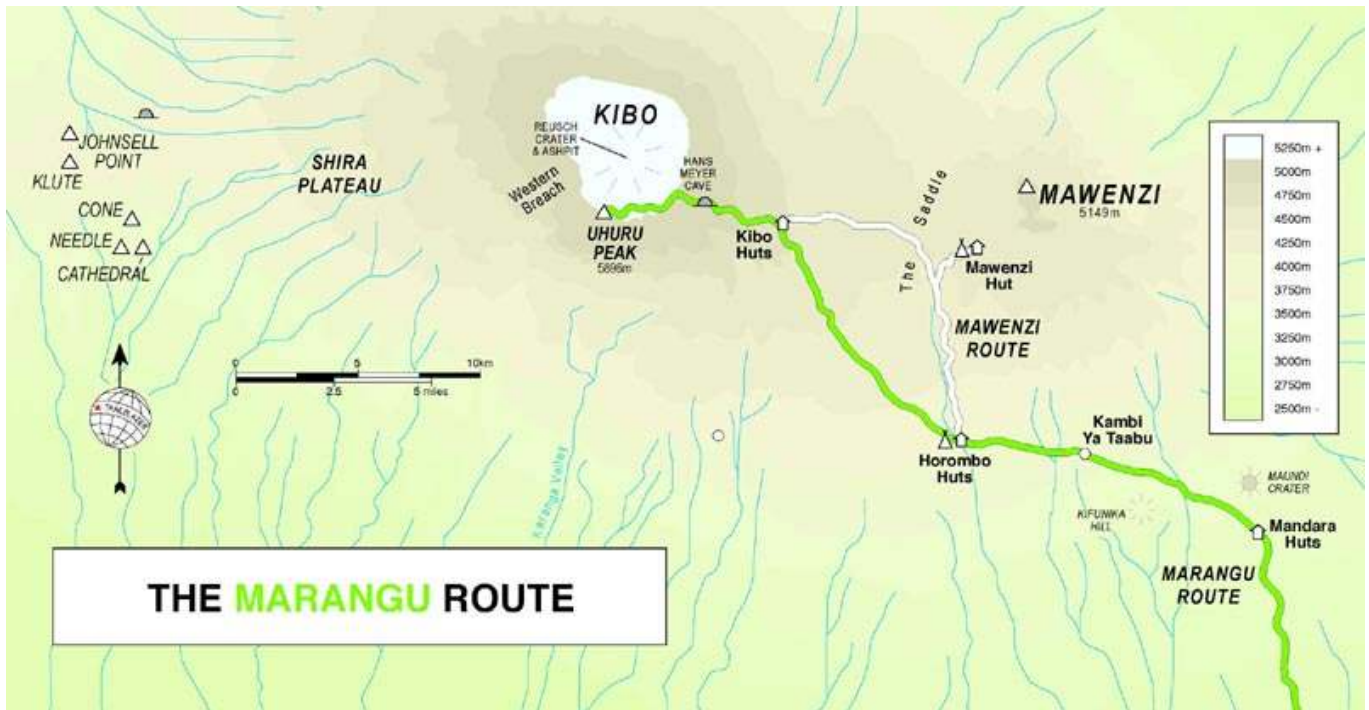 KIBO
REUSCH
CRATER
& ASHPIT
HANS
MEYER
CAVE
Western
Breach
JOHNSELL
POINT
KLUTE
SHIRA
PLATEAU
CONE
NEEDLE
CATHEDRAL
UHURU
PEAK
5896m
Kibo
Huts
The Saddle
MAWENZI
5149m
Mawenzi
Hut
MAWENZI
ROUTE
5250m +
5000m
4750m
4500m
4250m
4000m
3750m
3500m
3000m
2750m
2500m -
0 5 10km
0 2.5 5 miles
TRAILBLAZER
Karanga Valley
Horombo
Huts
Kambi
Ya Taabu
MAUNDI
CRATER
KIFUNIKA
HILL
Mandara
Huts
MARANGU
ROUTE
THE MARANGU ROUTE